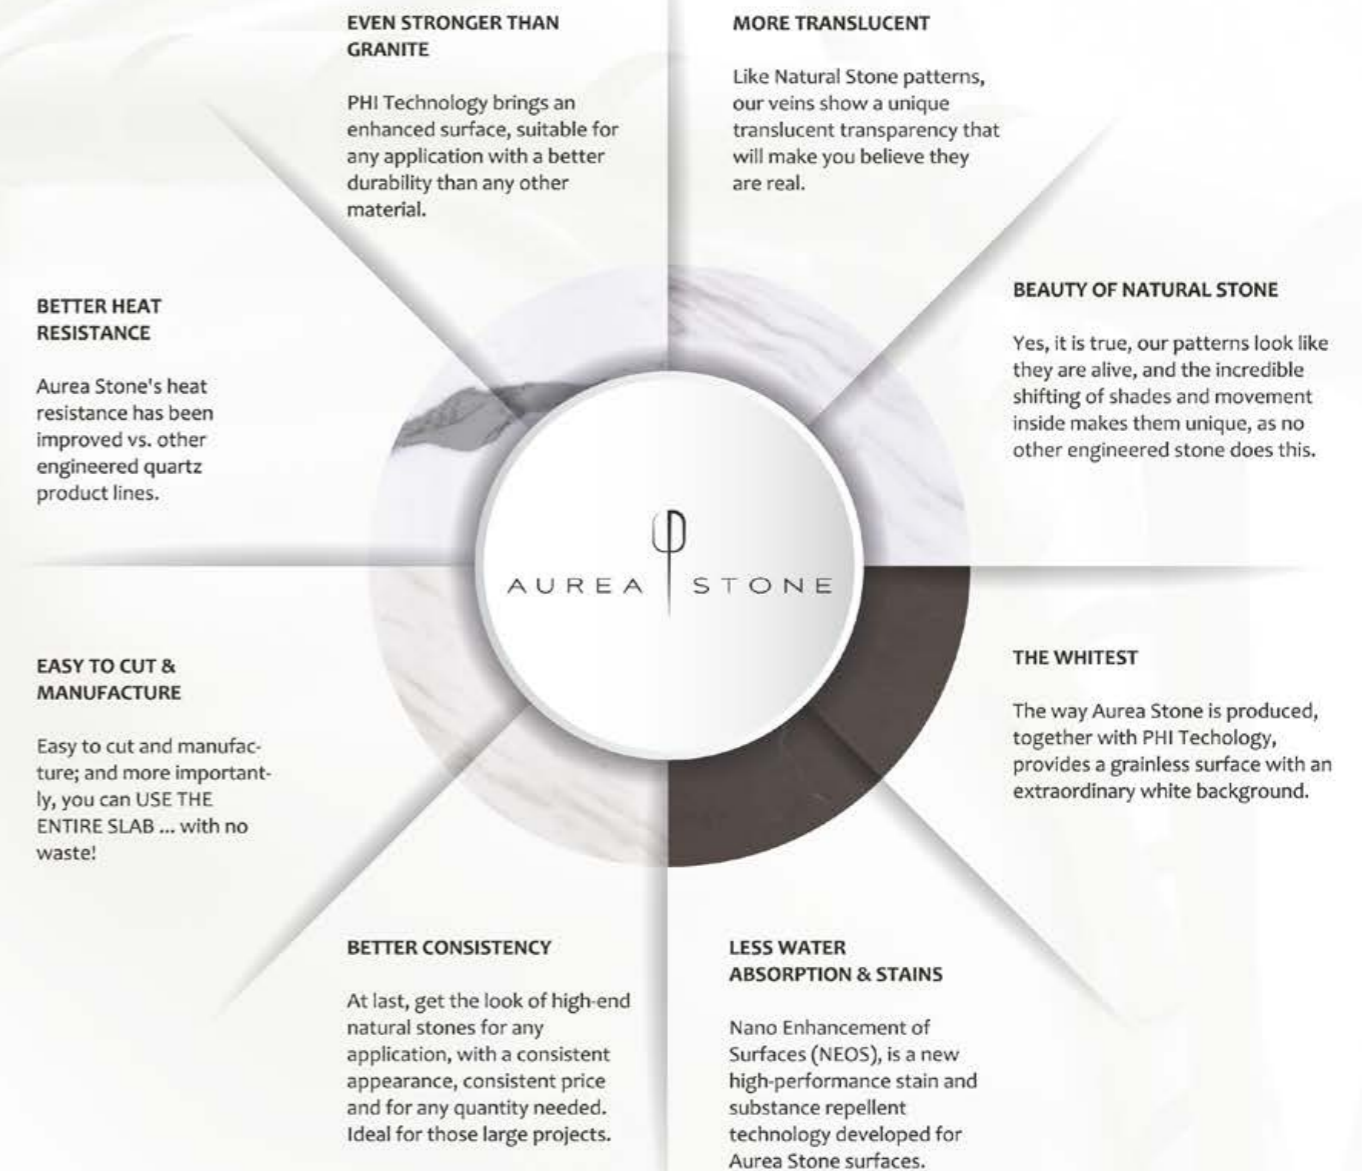 EVEN STRONGER THAN
GRANITE
PHI Technology brings an
enhanced surface, suitable for
any application with a better
durability than any other
material.
MORE TRANSLUCENT
Like Natural Stone patterns,
our veins show a unique
translucent transparency that
will make you believe they
are real.
BETTER HEAT
RESISTANCE
Aurea Stone's heat
resistance has been
improved vs. other
engineered quartz
product lines.
BEAUTY OF NATURAL STONE
Yes, it is true, our patterns look like
they are alive, and the incredible
shifting of shades and movement
inside makes them unique, as no
other engineered stone does this.
AUREA STONE
EASY TO CUT &
MANUFACTURE
Easy to cut and manufac-
ture; and more important-
ly, you can USE THE
ENTIRE SLAB ... with no
waste!
THE WHITEST
The way Aurea Stone is produced,
together with PHI Techology,
provides a grainless surface with an
extraordinary white background.
BETTER CONSISTENCY
At last, get the look of high-end
natural stones for any
application, with a consistent
appearance, consistent price
and for any quantity needed.
Ideal for those large projects.
LESS WATER
ABSORPTION & STAINS
Nano Enhancement of
Surfaces (NEOS), is a new
high-performance stain and
substance repellent
technology developed for
Aurea Stone surfaces.